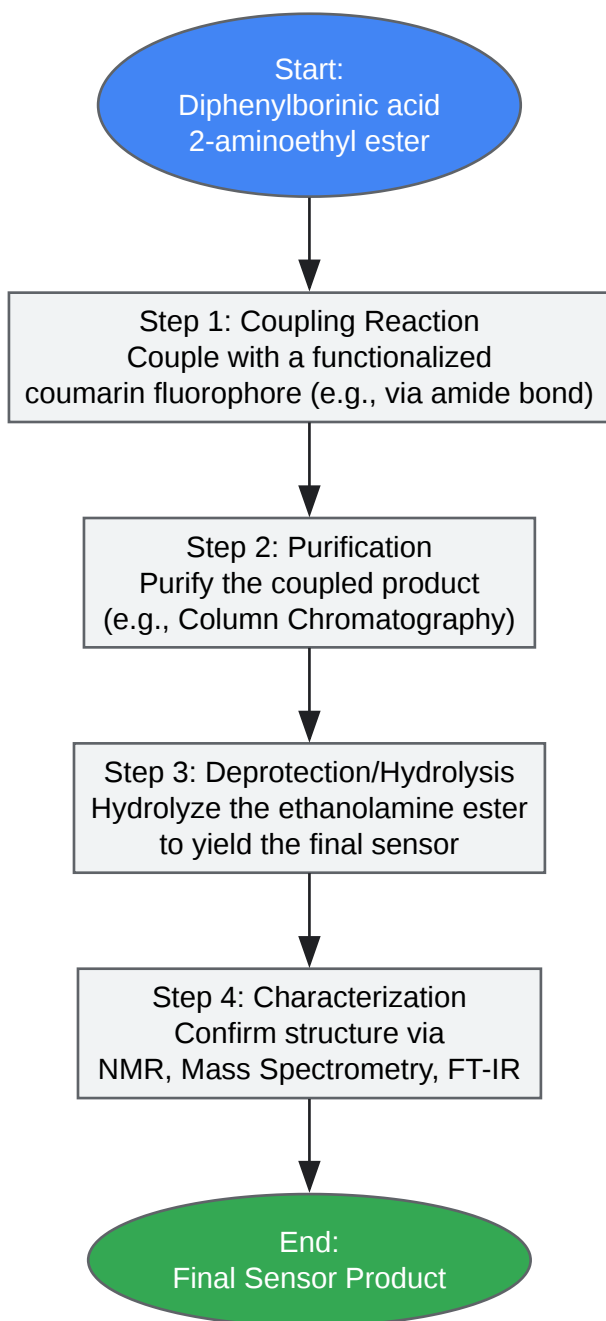 Start:
Diphenylborinic acid
2-aminoethyl ester
Step 1: Coupling Reaction
Couple with a functionalized
coumarin fluorophore (e.g., via amide bond)
Step 2: Purification
Purify the coupled product
(e.g., Column Chromatography)
Step 3: Deprotection/Hydrolysis
Hydrolyze the ethanolamine ester
to yield the final sensor
Step 4: Characterization
Confirm structure via
NMR, Mass Spectrometry, FT-IR
End:
Final Sensor Product